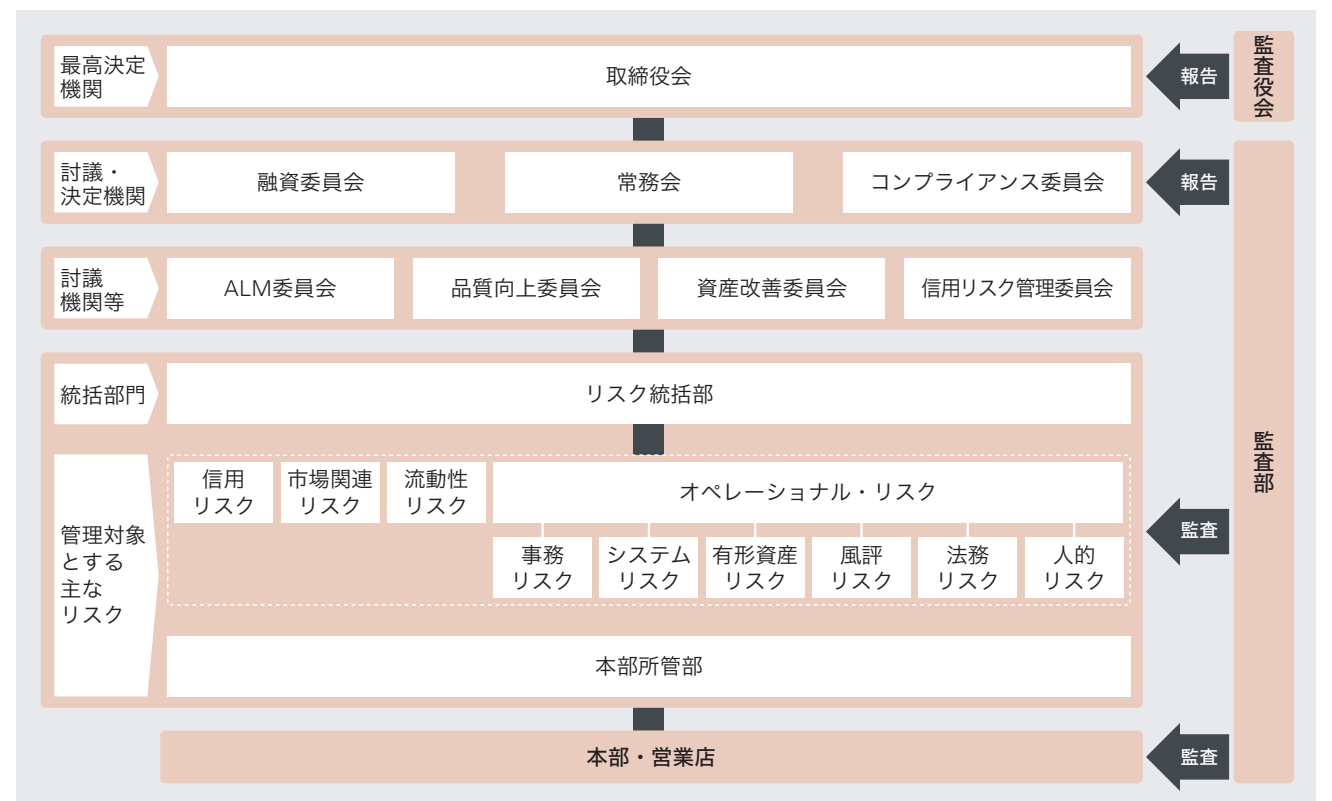 最高決定
機関
取締役会
報告
監査役会
討議・
決定機関
融資委員会
常務会
コンプライアンス委員会
報告
討議
機関等
ALM委員会
品質向上委員会
資産改善委員会
信用リスク管理委員会
統括部門
リスク統括部
監査部
管理対象
とする
主な
リスク
信用
リスク
市場関連
リスク
流動性
リスク
オペレーショナル・リスク
事務
リスク
システム
リスク
有形資産
リスク
風評
リスク
法務
リスク
人的
リスク
監査
本部所管部
本部・営業店
監査